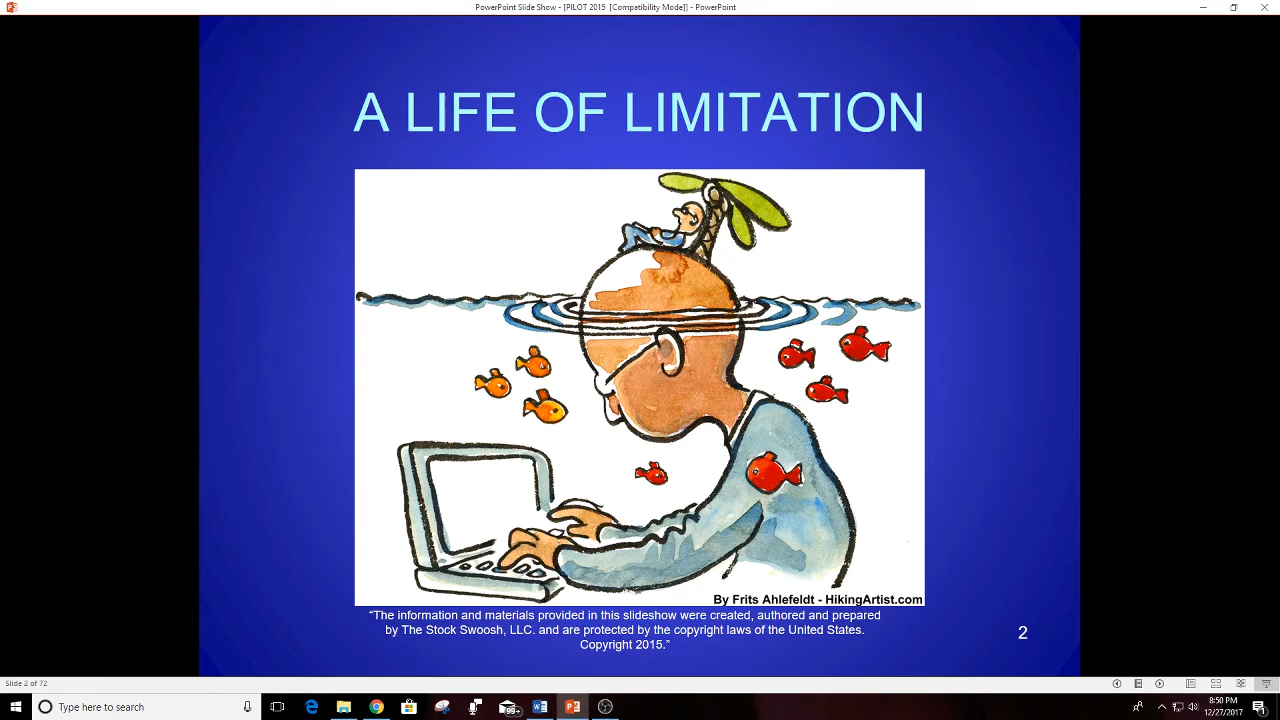 PowerPoint Slide Show - [PILOT 2015 [Compatibility Mode]] - PowerPoint
A LIFE OF LIMITATION
By Frits Ahlefeldt - HikingArtist.com
“The information and materials provided in this slideshow were created, authored and prepared
by The Stock Swoosh, LLC. and are protected by the copyright laws of the United States.
Copyright 2015.”
2
Slide 2 of 72
Type here to search
99+
8:50 PM
12/27/2017
1